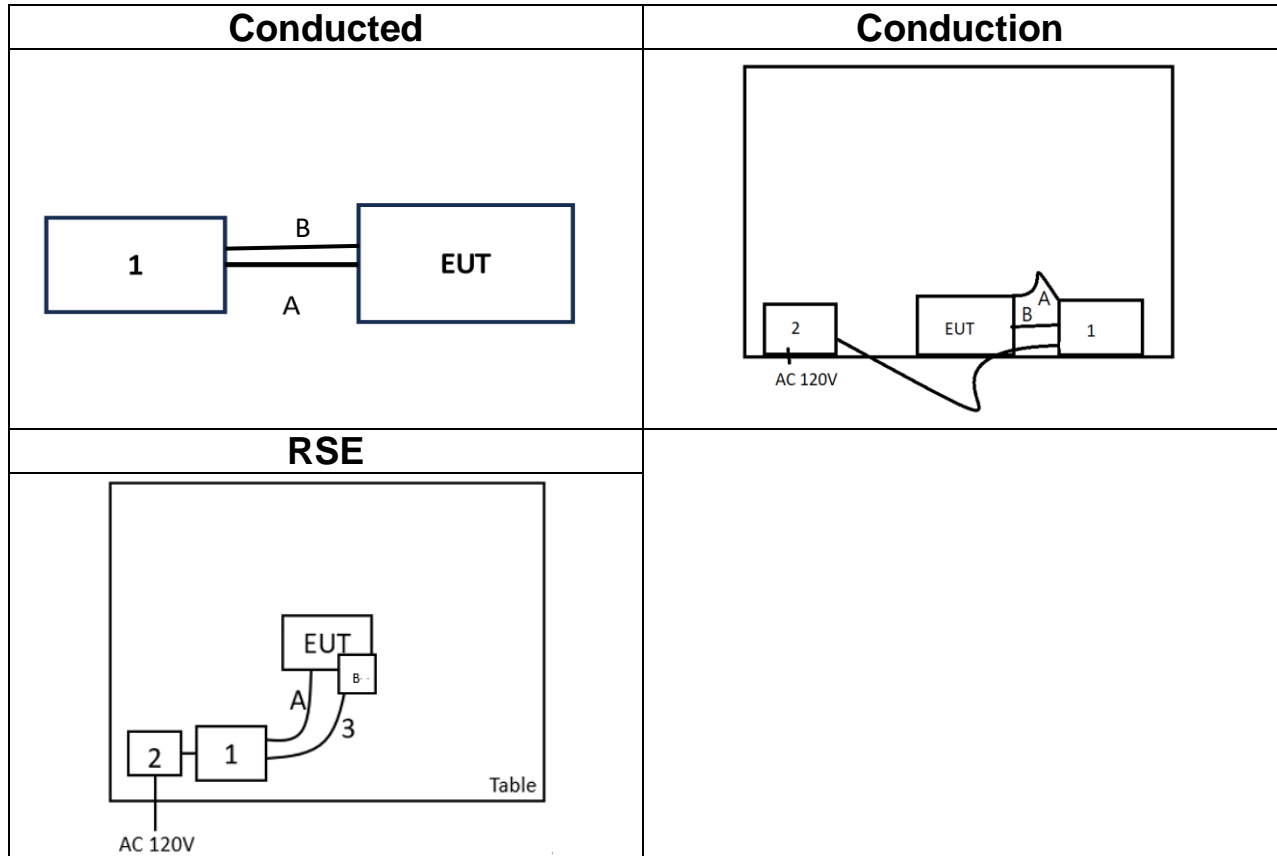 Conducted
Conduction
B
1
EUT
A
A
B
2
EUT
1
AC 120V
RSE
EUT
B
A
3
2
1
Table
AC 120V